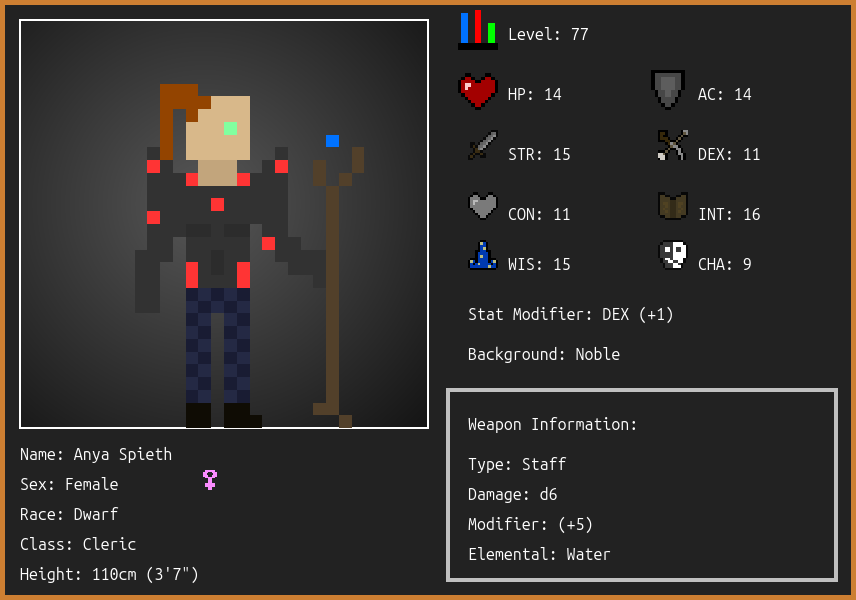 Level: 77
HP: 14
AC: 14
STR: 15
DEX: 11
CON: 11
INT: 16
WIS: 15
CHA: 9
Stat Modifier: DEX (+1)
Background: Noble
Weapon Information:
Type: Staff
Damage: d6
Modifier: (+5)
Elemental: Water
Name: Anya Spieth
Sex: Female
Race: Dwarf
Class: Cleric
Height: 110cm (3'7")